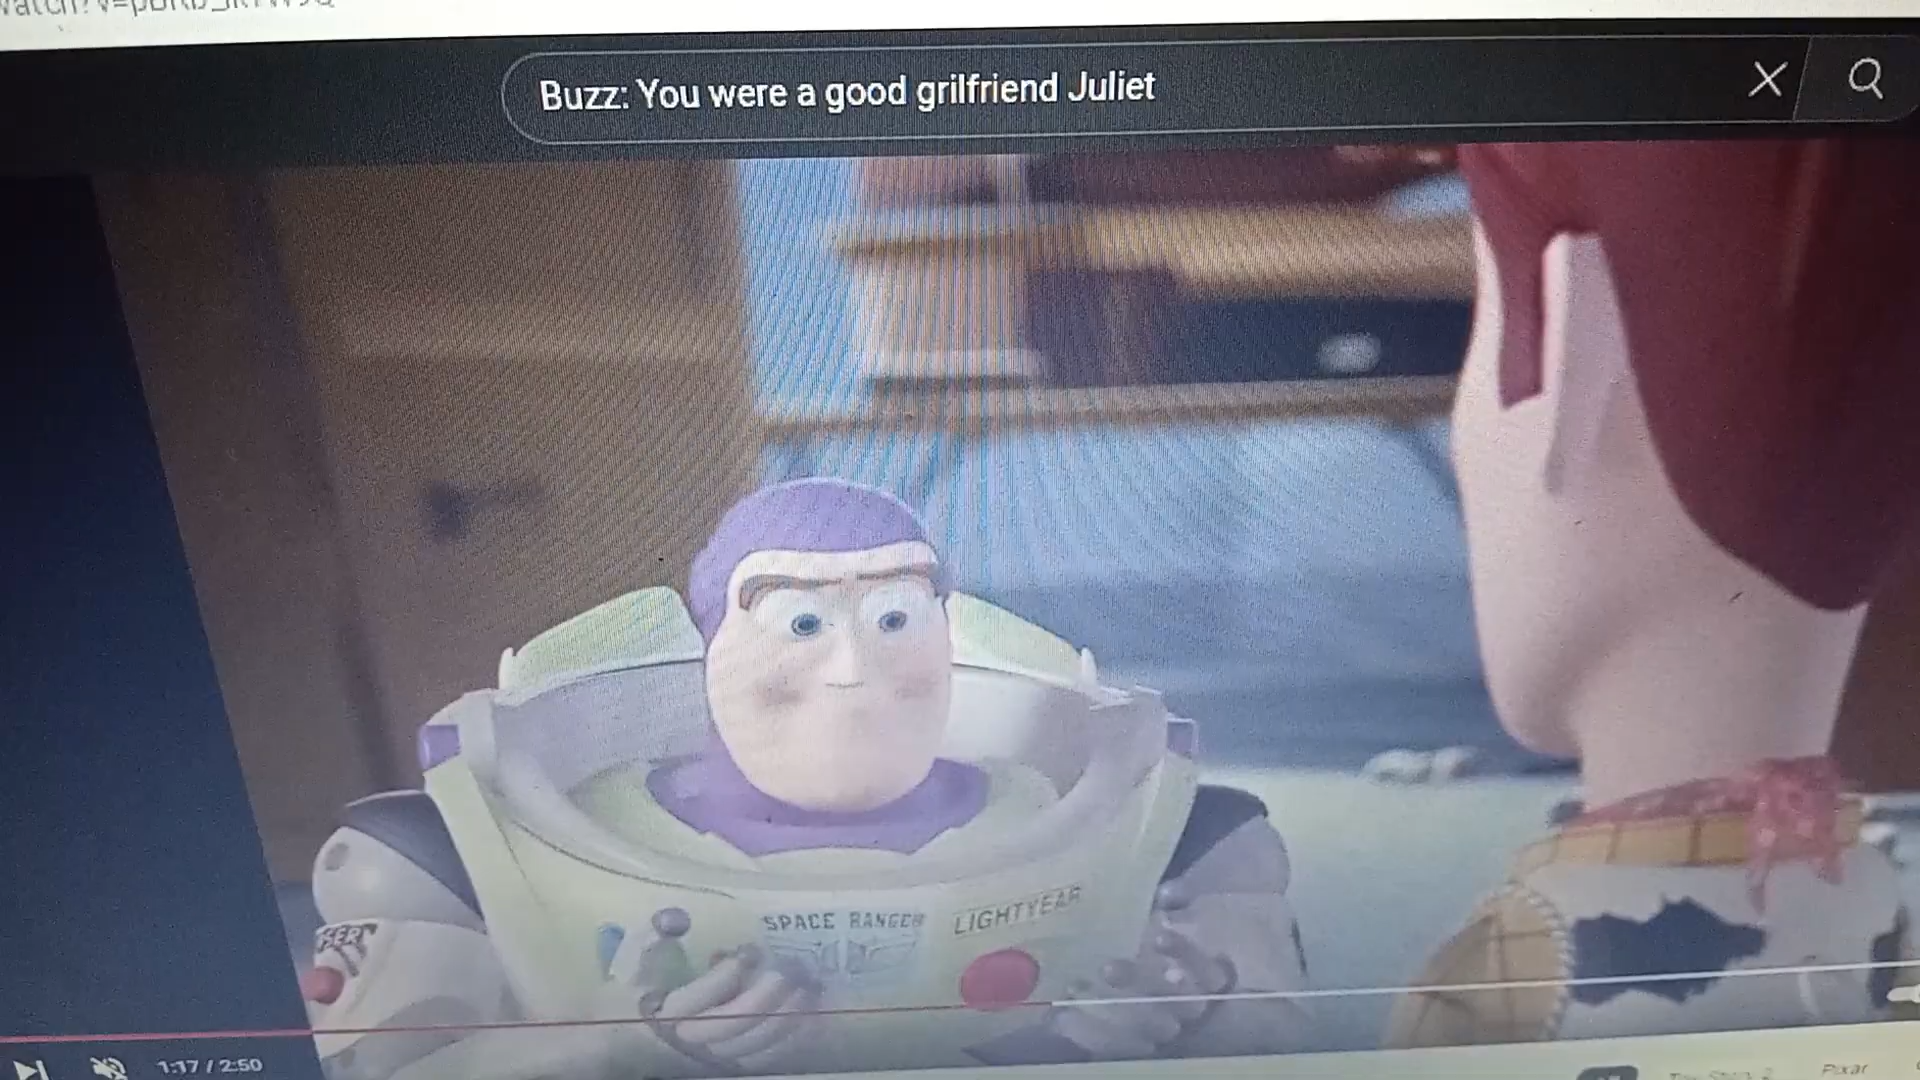 Buzz: You were a good grilfriend Juliet
SPACE RANGER LIGHTYEAR
1:17 / 2:50
Pixar